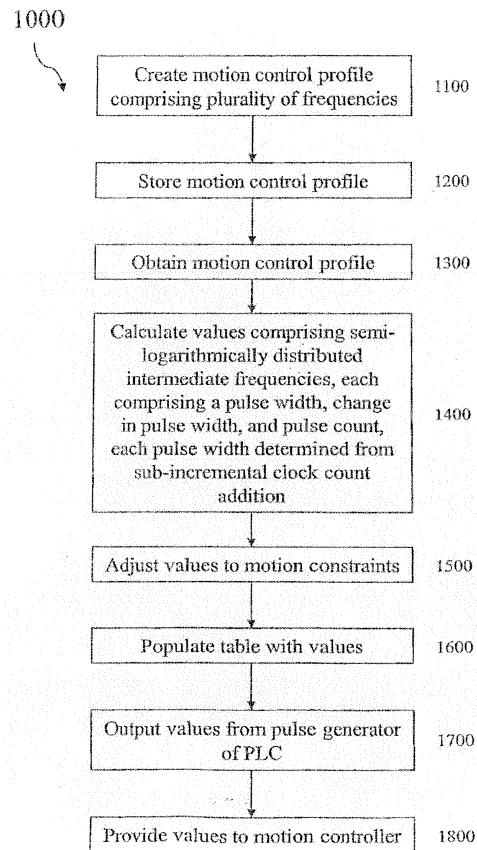 1000
Create motion control profile
comprising plurality of frequencies
1100
Store motion control profile
1200
Obtain motion control profile
1300
Calculate values comprising semi-
logarithmically distributed
intermediate frequencies, each
comprising a pulse width, change
in pulse width, and pulse count,
each pulse width determined from
sub-incremental clock count
addition
1400
Adjust values to motion constraints
1500
Populate table with values
1600
Output values from pulse generator
of PLC
1700
Provide values to motion controller
1800